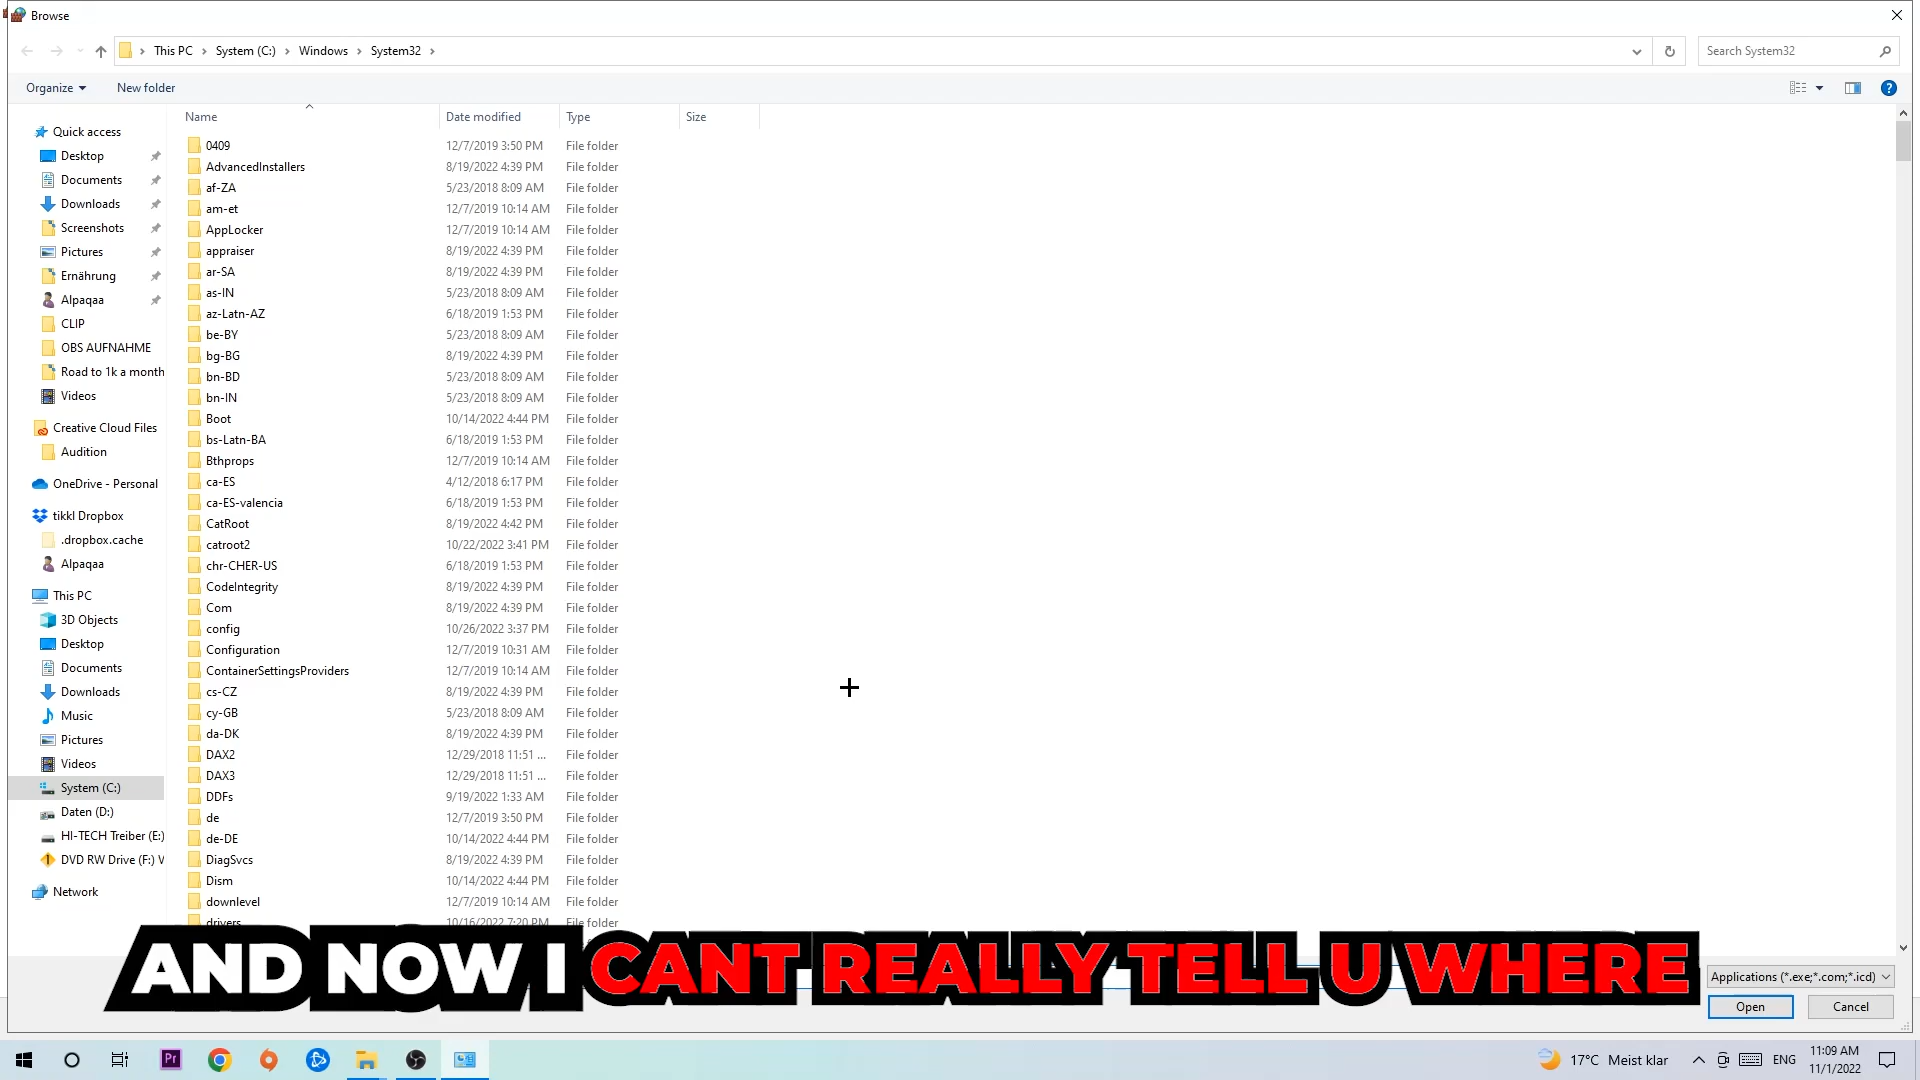 Browse
This PC
System (C:)
Windows
System32
Search System32
Organize
New folder
Name
Date modified
Type
Size
Quick access
Desktop
Documents
Downloads
Screenshots
Pictures
Ernährung
Alpaqaa
CLIP
OBS AUFNAHME
Road to 1k a month
Videos
Creative Cloud Files
Audition
OneDrive - Personal
tikkl Dropbox
.dropbox.cache
Alpaqaa
This PC
3D Objects
Desktop
Documents
Downloads
Music
Pictures
Videos
System (C:)
Daten (D:)
HI-TECH Treiber (E:)
DVD RW Drive (F:) V
Network
0409 12/7/2019 3:50 PM File folder
AdvancedInstallers 8/19/2022 4:39 PM File folder
af-ZA 5/23/2018 8:09 AM File folder
am-et 12/7/2019 10:14 AM File folder
AppLocker 12/7/2019 10:14 AM File folder
appraiser 8/19/2022 4:39 PM File folder
ar-SA 8/19/2022 4:39 PM File folder
as-IN 5/23/2018 8:09 AM File folder
az-Latn-AZ 6/18/2019 1:53 PM File folder
be-BY 5/23/2018 8:09 AM File folder
bg-BG 8/19/2022 4:39 PM File folder
bn-BD 5/23/2018 8:09 AM File folder
bn-IN 5/23/2018 8:09 AM File folder
Boot 10/14/2022 4:44 PM File folder
bs-Latn-BA 6/18/2019 1:53 PM File folder
Bthprops 12/7/2019 10:14 AM File folder
ca-ES 4/12/2018 6:17 PM File folder
ca-ES-valencia 6/18/2019 1:53 PM File folder
CatRoot 8/19/2022 4:42 PM File folder
catroot2 10/22/2022 3:41 PM File folder
chr-CHER-US 6/18/2019 1:53 PM File folder
CodeIntegrity 8/19/2022 4:39 PM File folder
Com 8/19/2022 4:39 PM File folder
config 10/26/2022 3:37 PM File folder
Configuration 12/7/2019 10:31 AM File folder
ContainerSettingsProviders 12/7/2019 10:14 AM File folder
cs-CZ 8/19/2022 4:39 PM File folder
cy-GB 5/23/2018 8:09 AM File folder
da-DK 8/19/2022 4:39 PM File folder
DAX2 12/29/2018 11:51 ... File folder
DAX3 12/29/2018 11:51 ... File folder
DDFs 9/19/2022 1:33 AM File folder
de 12/7/2019 3:50 PM File folder
de-DE 10/14/2022 4:44 PM File folder
DiagSvcs 8/19/2022 4:39 PM File folder
Dism 10/14/2022 4:44 PM File folder
downlevel 12/7/2019 10:14 AM File folder
drivers 10/16/2022 7:20 PM File folder
AND NOW I CANT REALLY TELL U WHERE
Applications (*.exe;*.com;*.icd)
Open
Cancel
Pr
17°C Meist klar
ENG
11:09 AM
11/1/2022